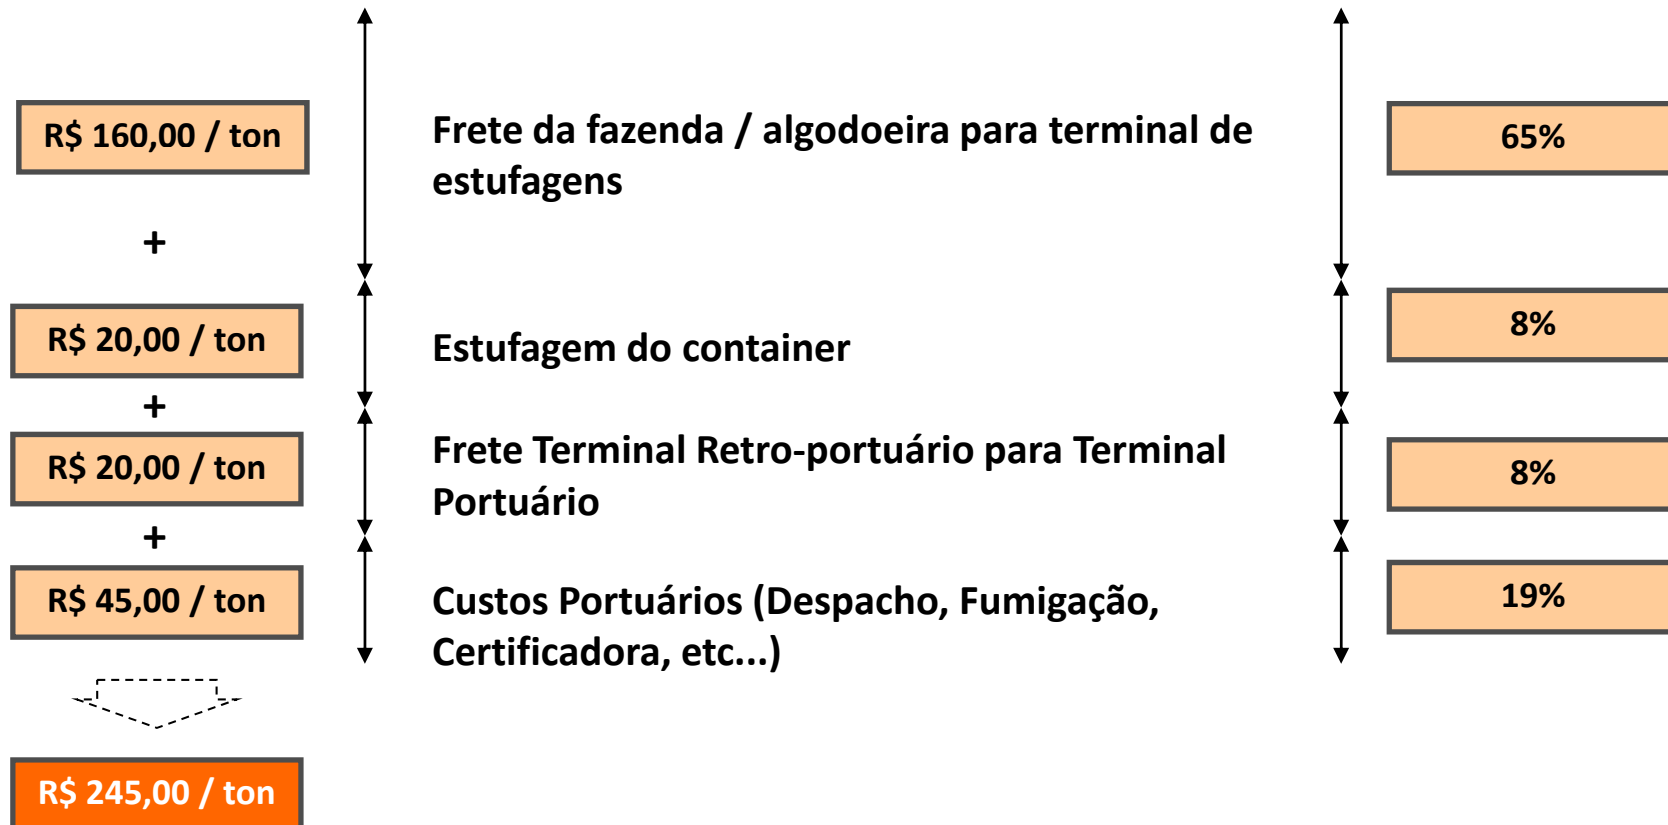 R$ 160,00 / ton
Frete da fazenda / algodoeira para terminal de
estufagens
65%
+
R$ 20,00 / ton
Estufagem do container
8%
+
R$ 20,00 / ton
Frete Terminal Retro-portuário para Terminal
Portuário
8%
+
R$ 45,00 / ton
Custos Portuários (Despacho, Fumigação,
Certificadora, etc...)
19%
R$ 245,00 / ton